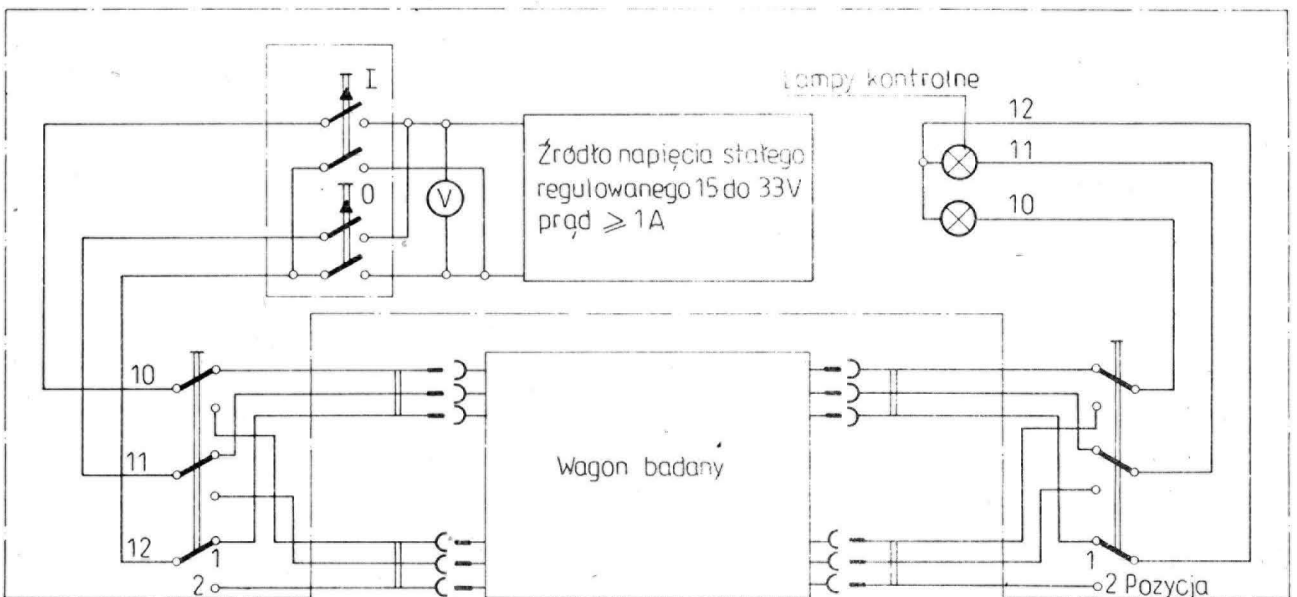 I
Lampy kontrolne
12
Źródło napięcia stałego
11
regulowanego 15 do 33V
O
V
prąd ⩾ 1A
10
10
11
Wagon badany
12
1
1
2
2 Pozycja